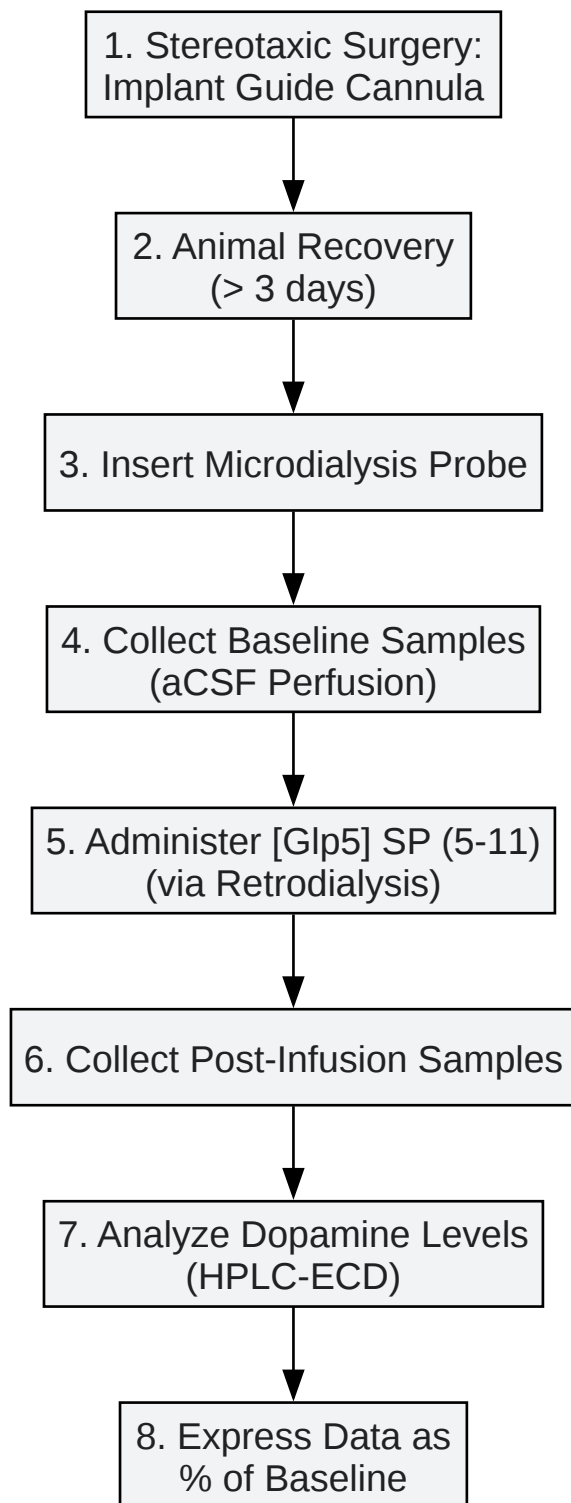 1. Stereotaxic Surgery:
Implant Guide Cannula
2. Animal Recovery
(> 3 days)
3. Insert Microdialysis Probe
4. Collect Baseline Samples
(aCSF Perfusion)
5. Administer [Glp5] SP (5-11)
(via Retrodialysis)
6. Collect Post-Infusion Samples
7. Analyze Dopamine Levels
(HPLC-ECD)
8. Express Data as
% of Baseline